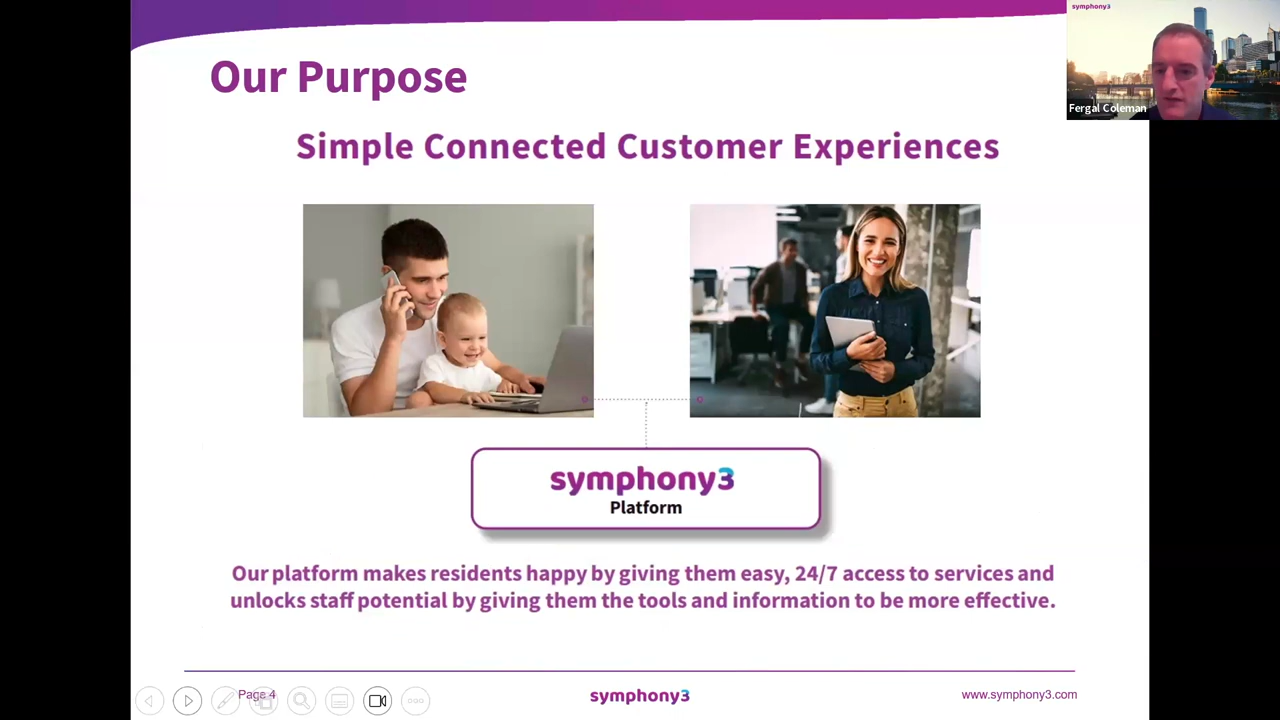 symphony3
Fergal Coleman
Our Purpose
Simple Connected Customer Experiences
symphony3
Platform
Our platform makes residents happy by giving them easy, 24/7 access to services and
unlocks staff potential by giving them the tools and information to be more effective.
Page 4
symphony3
www.symphony3.com